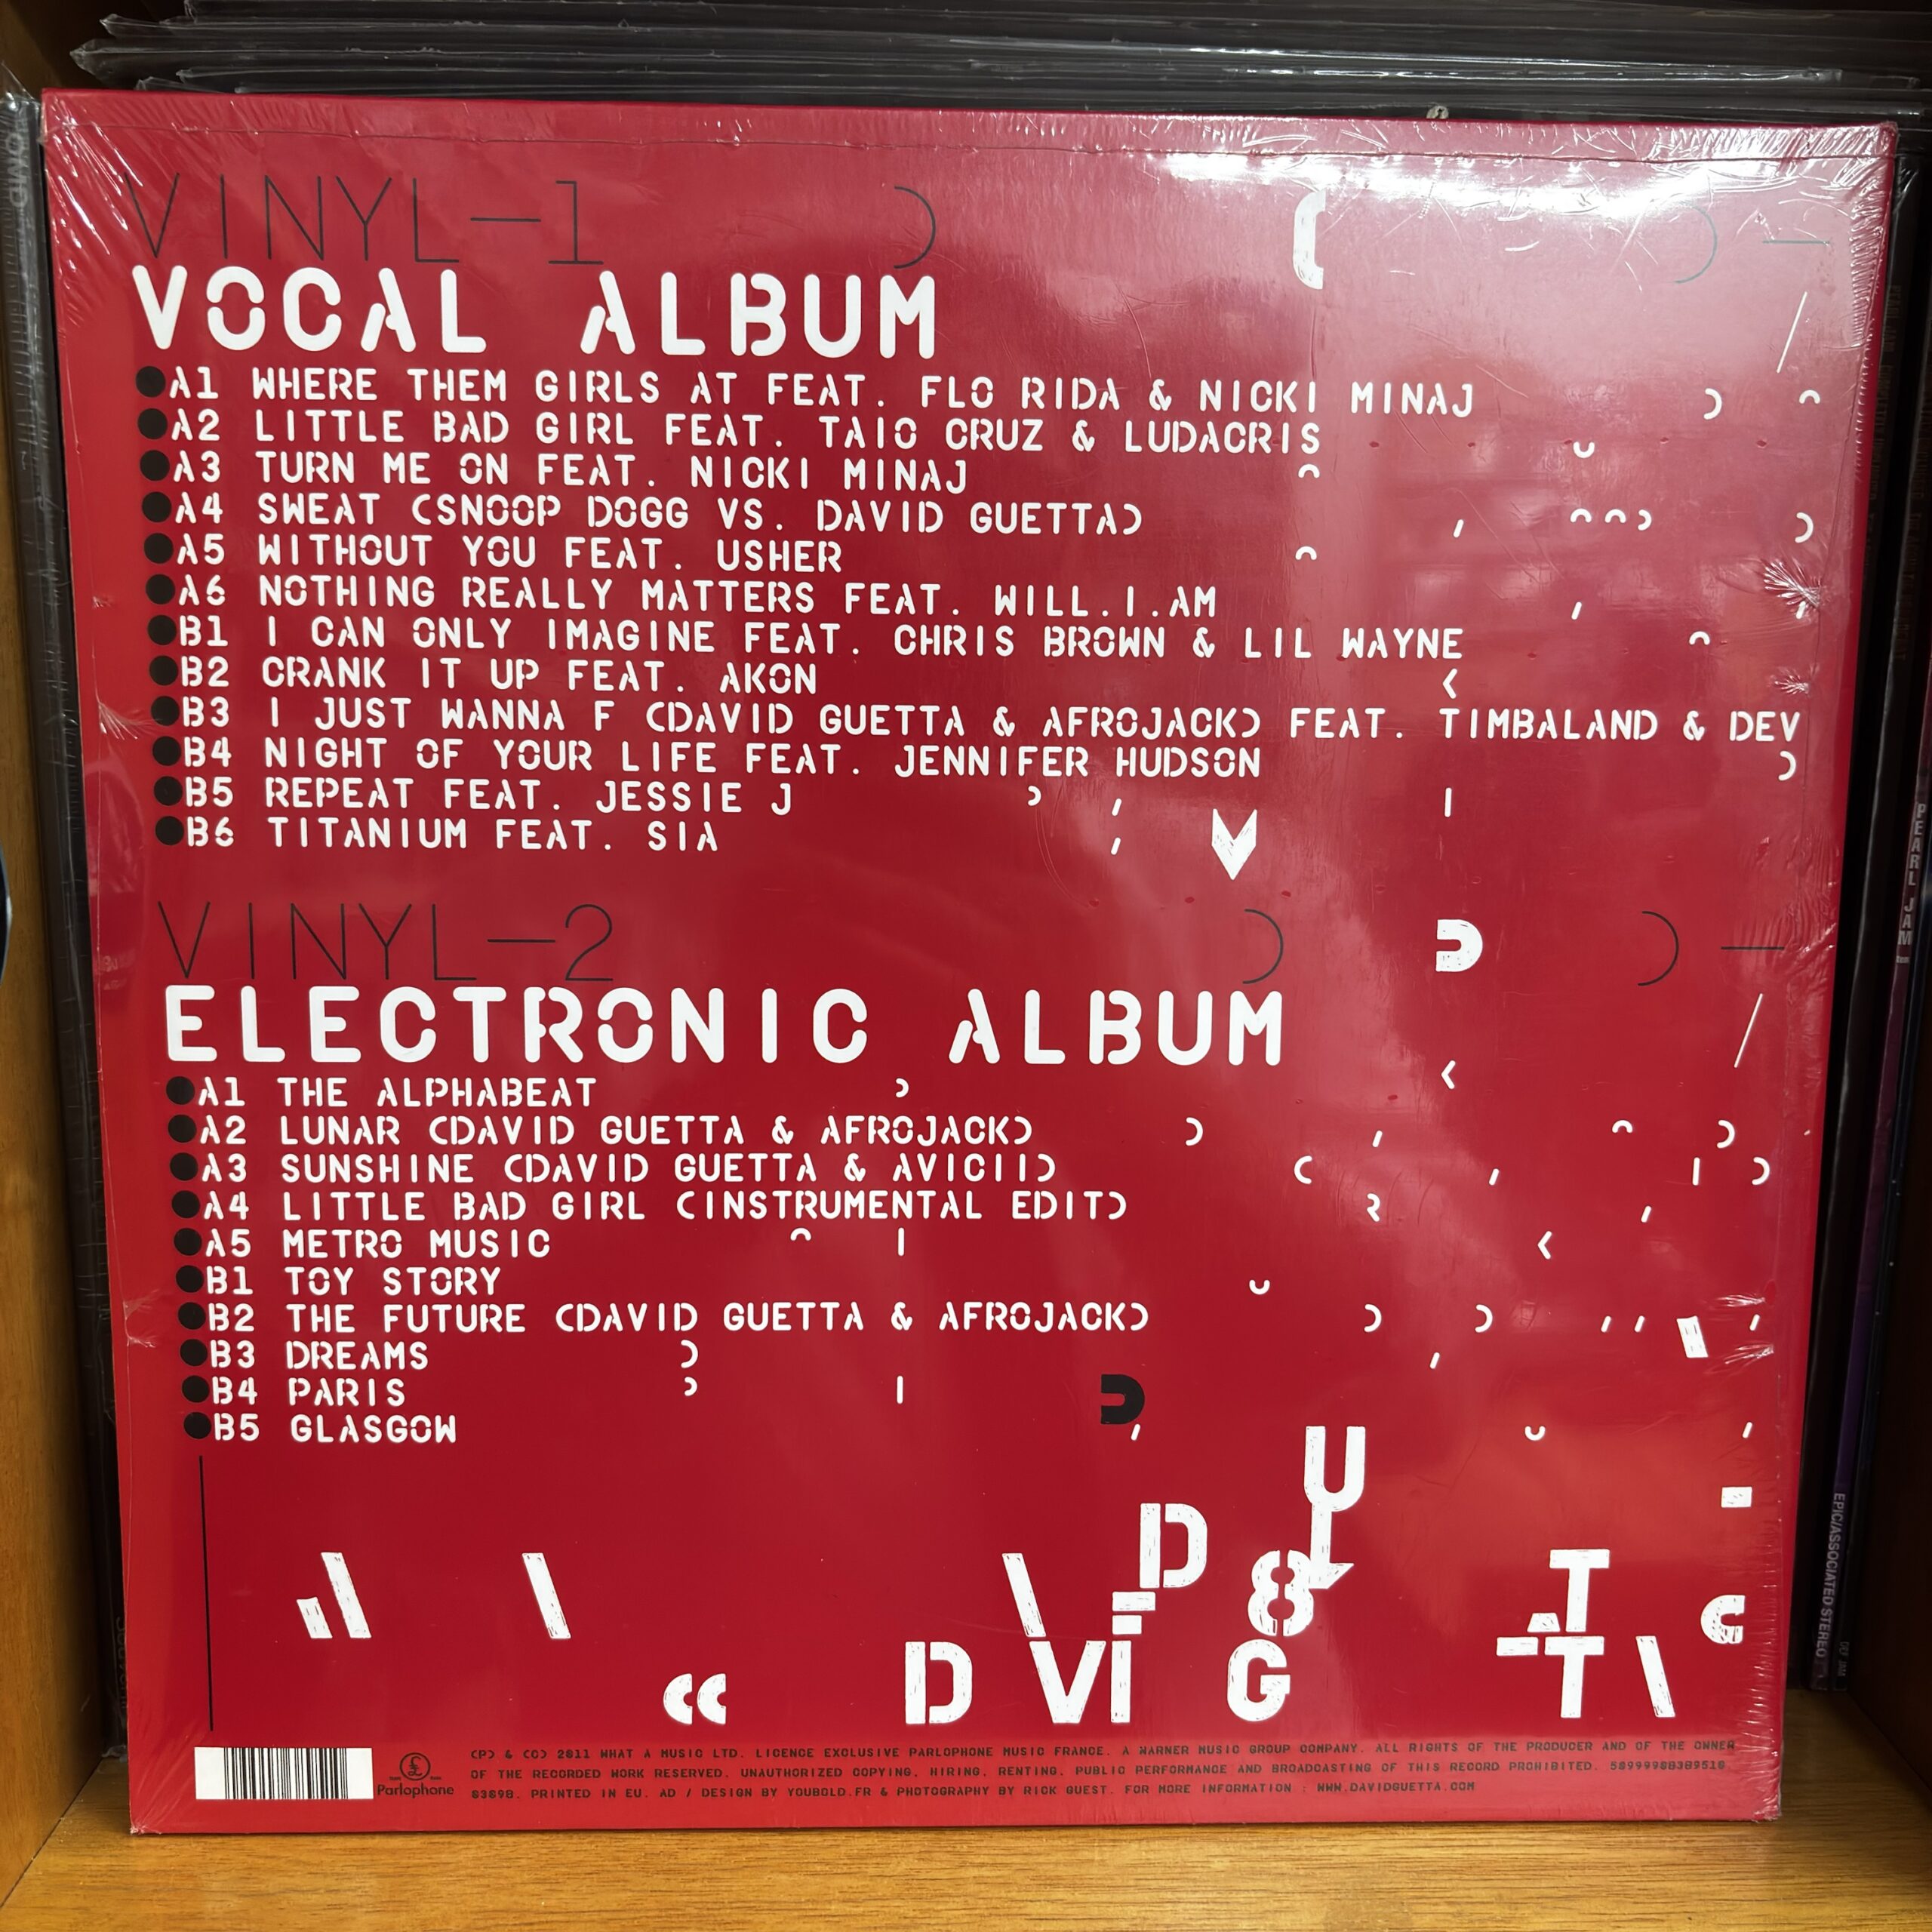 VINYL-1
VOCAL ALBUM
A1 WHERE THEM GIRLS AT FEAT. FLO RIDA & NICKI MINAJ
A2 LITTLE BAD GIRL FEAT. TAIO CRUZ & LUDACRIS
A3 TURN ME ON FEAT. NICKI MINAJ
A4 SWEAT (SNOOP DOGG VS. DAVID GUETTA)
A5 WITHOUT YOU FEAT. USHER
A6 NOTHING REALLY MATTERS FEAT. WILL.I.AM
B1 I CAN ONLY IMAGINE FEAT. CHRIS BROWN & LIL WAYNE
B2 CRANK IT UP FEAT. AKON
B3 I JUST WANNA F (DAVID GUETTA & AFROJACK) FEAT. TIMBALAND & DEV
B4 NIGHT OF YOUR LIFE FEAT. JENNIFER HUDSON
B5 REPEAT FEAT. JESSIE J
B6 TITANIUM FEAT. SIA
VINYL-2
ELECTRONIC ALBUM
A1 THE ALPHABEAT
A2 LUNAR (DAVID GUETTA & AFROJACK)
A3 SUNSHINE (DAVID GUETTA & AVICII)
A4 LITTLE BAD GIRL (INSTRUMENTAL EDIT)
A5 METRO MUSIC
B1 TOY STORY
B2 THE FUTURE (DAVID GUETTA & AFROJACK)
B3 DREAMS
B4 PARIS
B5 GLASGOW
(P) & (C) 2011 WHAT A MUSIC LTD. LICENCE EXCLUSIVE PARLOPHONE MUSIC FRANCE. A WARNER MUSIC GROUP COMPANY. ALL RIGHTS OF THE PRODUCER AND OF THE OWNER
OF THE RECORDED WORK RESERVED. UNAUTHORIZED COPYING, HIRING, RENTING, PUBLIC PERFORMANCE AND BROADCASTING OF THIS RECORD PROHIBITED.
PRINTED IN EU. AD / DESIGN BY YOUBOLD.FR & PHOTOGRAPHY BY RICK GUEST. FOR MORE INFORMATION : WWW.DAVIDGUETTA.COM
Parlophone
PEARL JAM
EPIC/ASSOCIATED STEREO